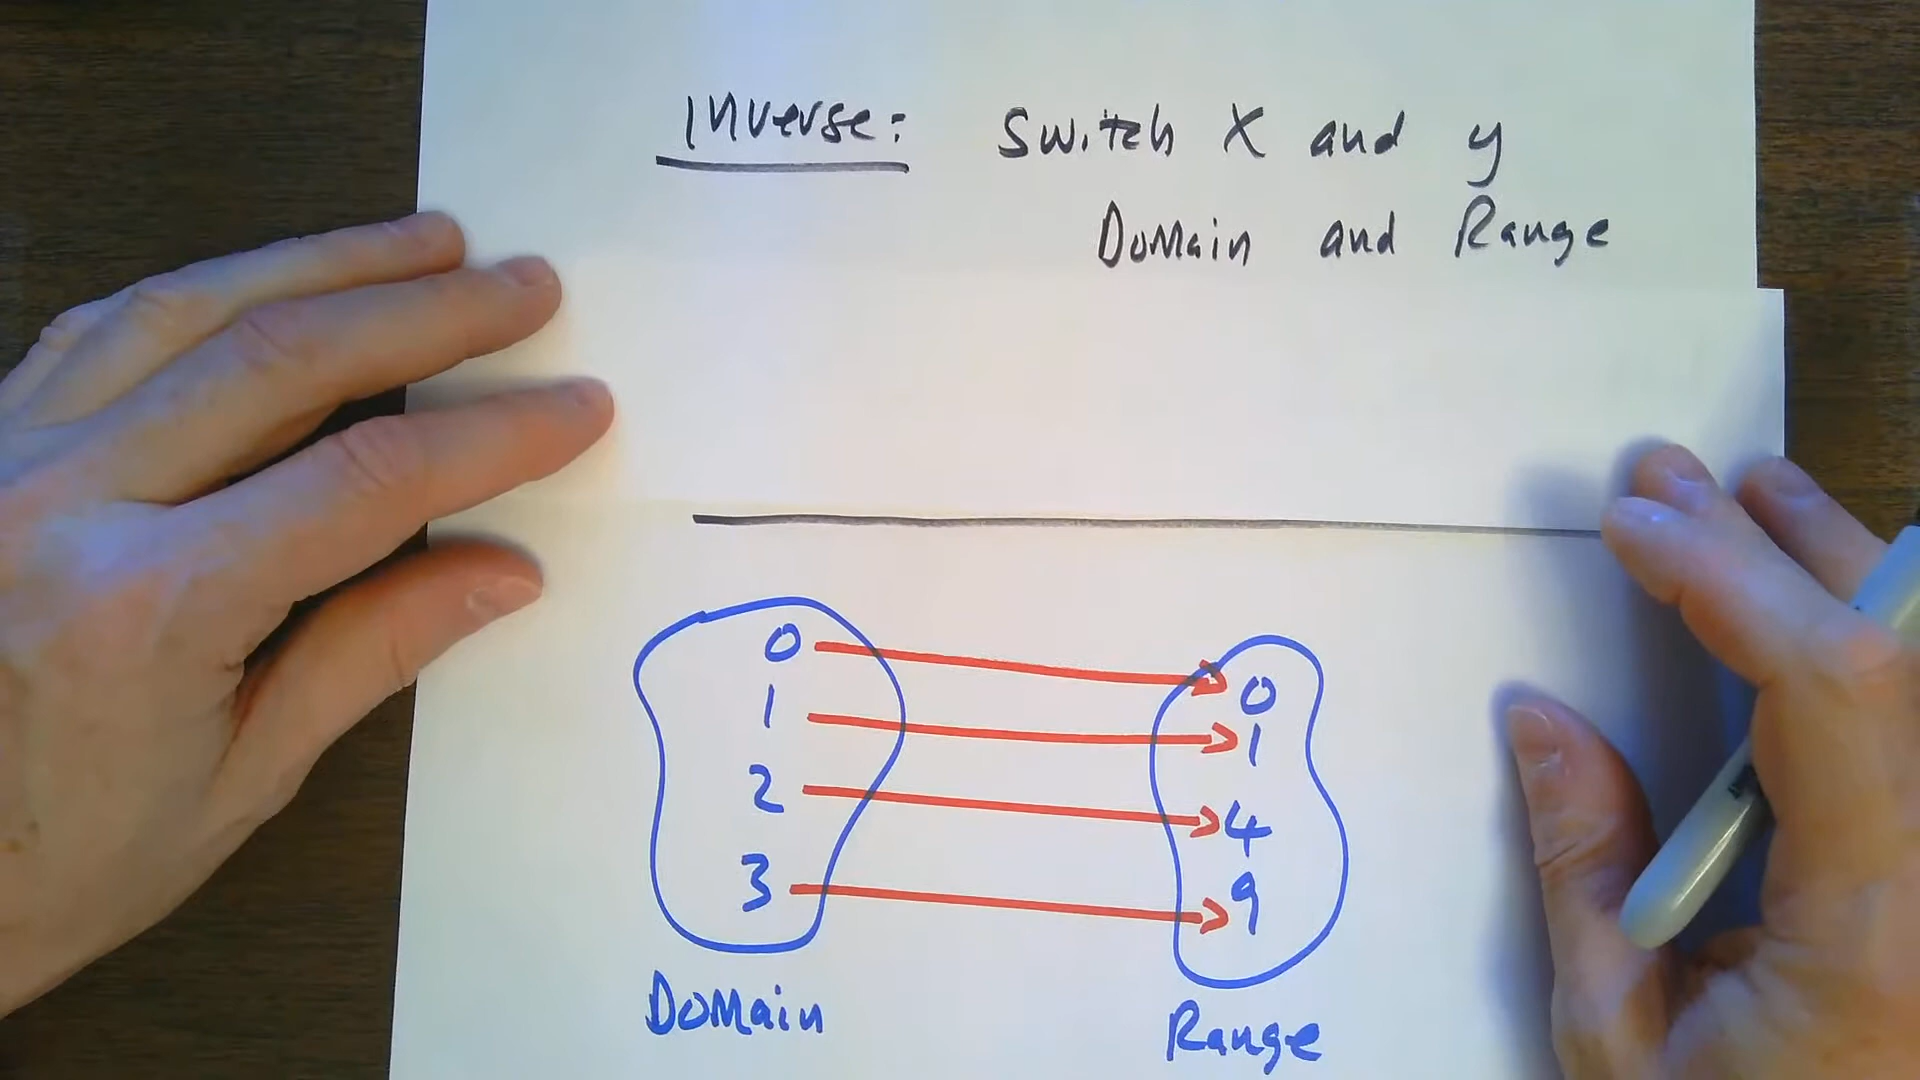 Inverse: Switch X and y
Domain and Range
0 0
1 1
2 4
3 9
Domain Range